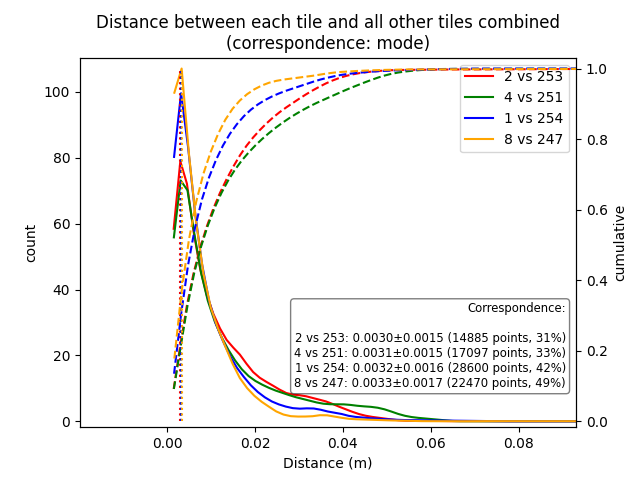 Distance between each tile and all other tiles combined
(correspondence: mode)
count
100
80
60
40
20
0
1.0
0.8
0.6
0.4
0.2
0.0
cumulative
2 vs 253
4 vs 251
1 vs 254
8 vs 247
Correspondence:
2 vs 253: 0.0030±0.0015 (14885 points, 31%)
4 vs 251: 0.0031±0.0015 (17097 points, 33%)
1 vs 254: 0.0032±0.0016 (28600 points, 42%)
8 vs 247: 0.0033±0.0017 (22470 points, 49%)
0.00 0.02 0.04 0.06 0.08
Distance (m)